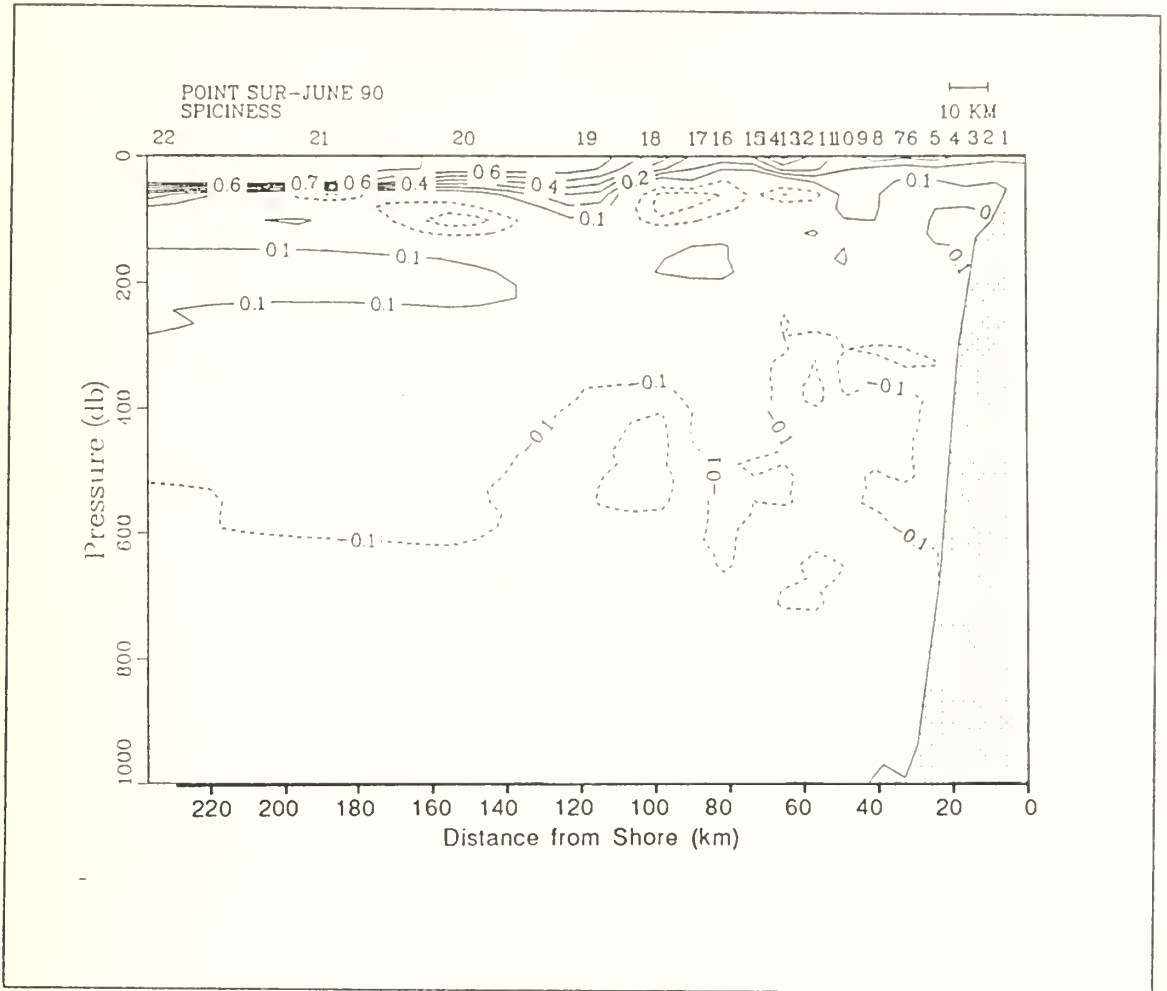 POINT SUR-JUNE 90
SPICINESS
10 KM
22 21 20 19 18 17 16 15 14 13 12 11 10 9 8 7 6 5 4 3 2 1
0
0.6 0.7 0.6 0.4 0.6 0.4 0.2 0.1
0.1 0
0.1 0.1 0.1
200
0.1 0.1
-0.1 -0.1
400
-0.1 -0.1
-0.1
600
-0.1 -0.1
800
1000
Pressure (db)
220 200 180 160 140 120 100 80 60 40 20 0
Distance from Shore (km)